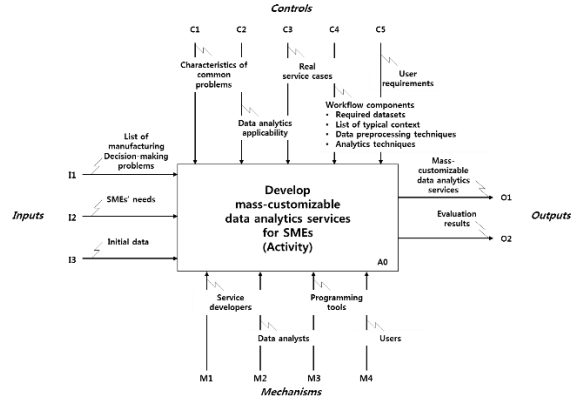 Controls
C1
C2
C3
C4
C5
Characteristics of
common
problems
Data analytics
applicability
Real
service cases
User
requirements
Workflow components
• Required datasets
• List of typical context
• Data preprocessing techniques
• Analytics techniques
List of
manufacturing
Decision-making
problems
I1
SMEs' needs
Inputs
I2
Initial data
I3
Develop
mass-customizable
data analytics services
for SMEs
(Activity)
A0
Mass-
customizable
data analytics
services
O1
Evaluation
results
Outputs
O2
Service
developers
Data analysts
Programming
tools
Users
M1
M2
M3
M4
Mechanisms